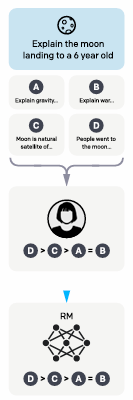 Explain the moon
landing to a 6 year old
A
B
Explain gravity...
Explain war...
C
D
Moon is natural
satellite of...
People went to
the moon...
D > C > A = B
RM
D > C > A = B